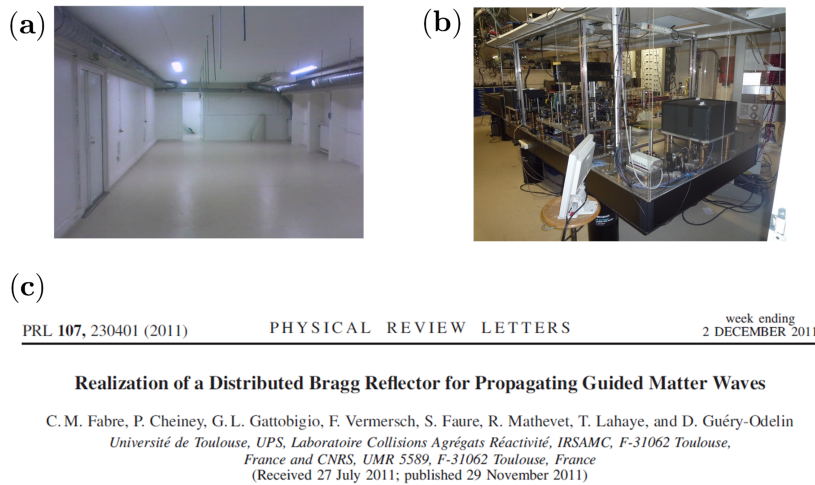 (a)
(b)
(c)
PRL 107, 230401 (2011)
PHYSICAL REVIEW LETTERS
week ending
2 DECEMBER 2011
Realization of a Distributed Bragg Reflector for Propagating Guided Matter Waves
C. M. Fabre, P. Cheiney, G. L. Gattobigio, F. Vermersch, S. Faure, R. Mathevet, T. Lahaye, and D. Guéry-Odelin
Université de Toulouse, UPS, Laboratoire Collisions Agrégats Réactivité, IRSAMC, F-31062 Toulouse,
France and CNRS, UMR 5589, F-31062 Toulouse, France
(Received 27 July 2011; published 29 November 2011)